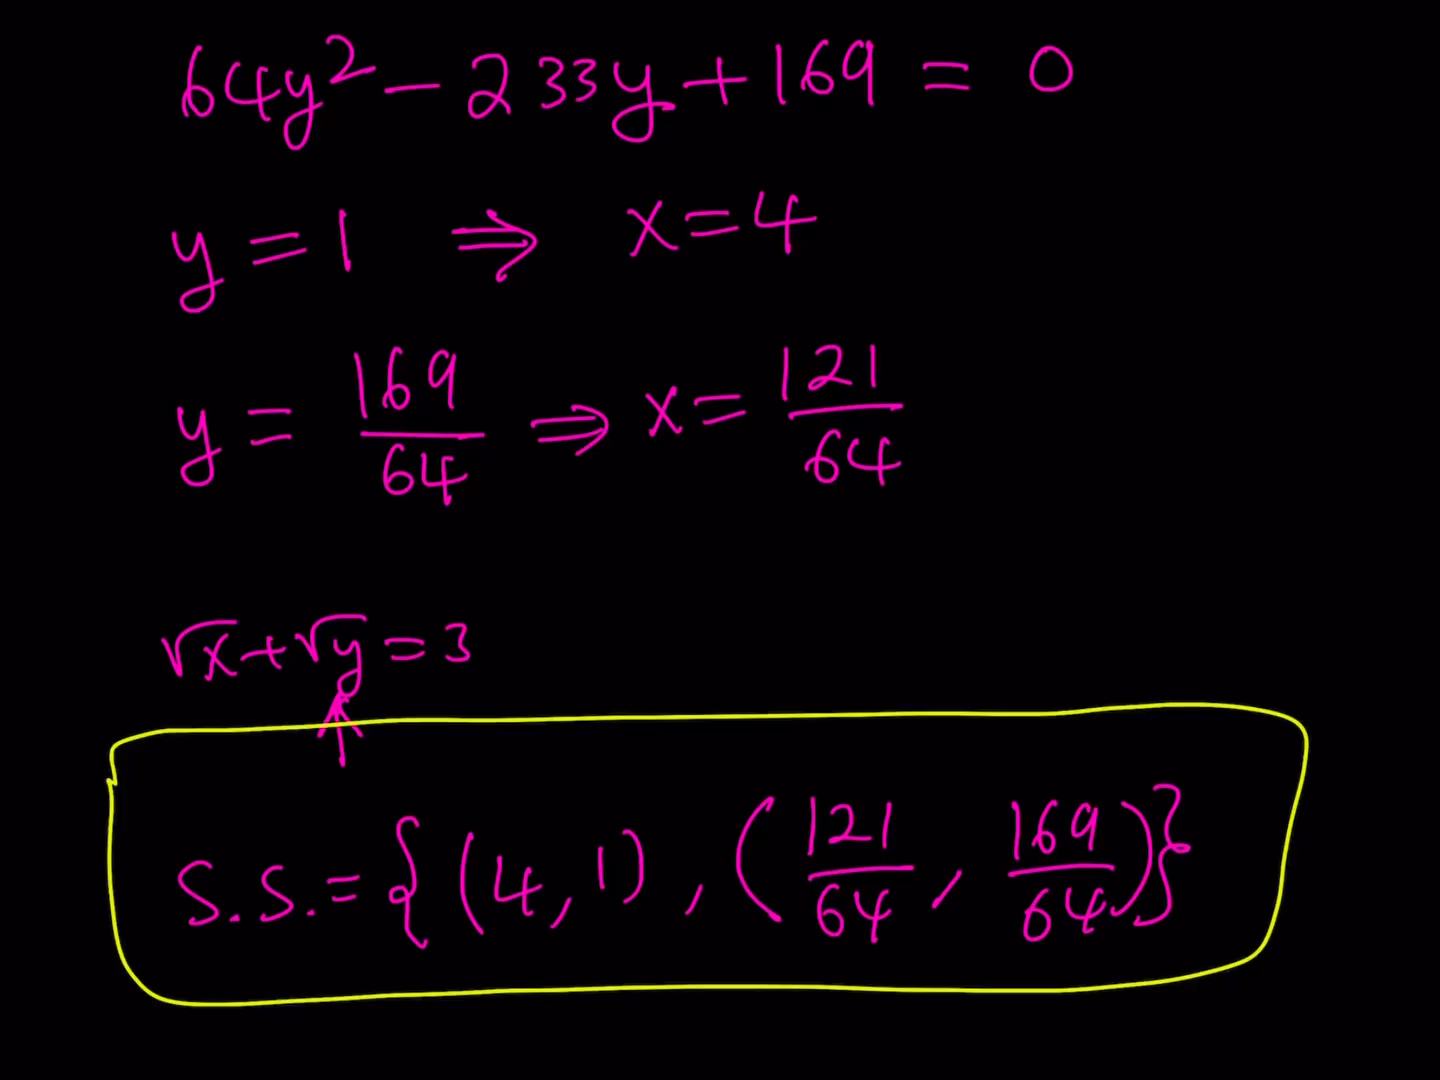 64y² - 233y + 169 = 0
y = 1 ⇒ x = 4
y = 169/64 ⇒ x = 121/64
√x + √y = 3
S.S. = {(4, 1), (121/64, 169/64)}